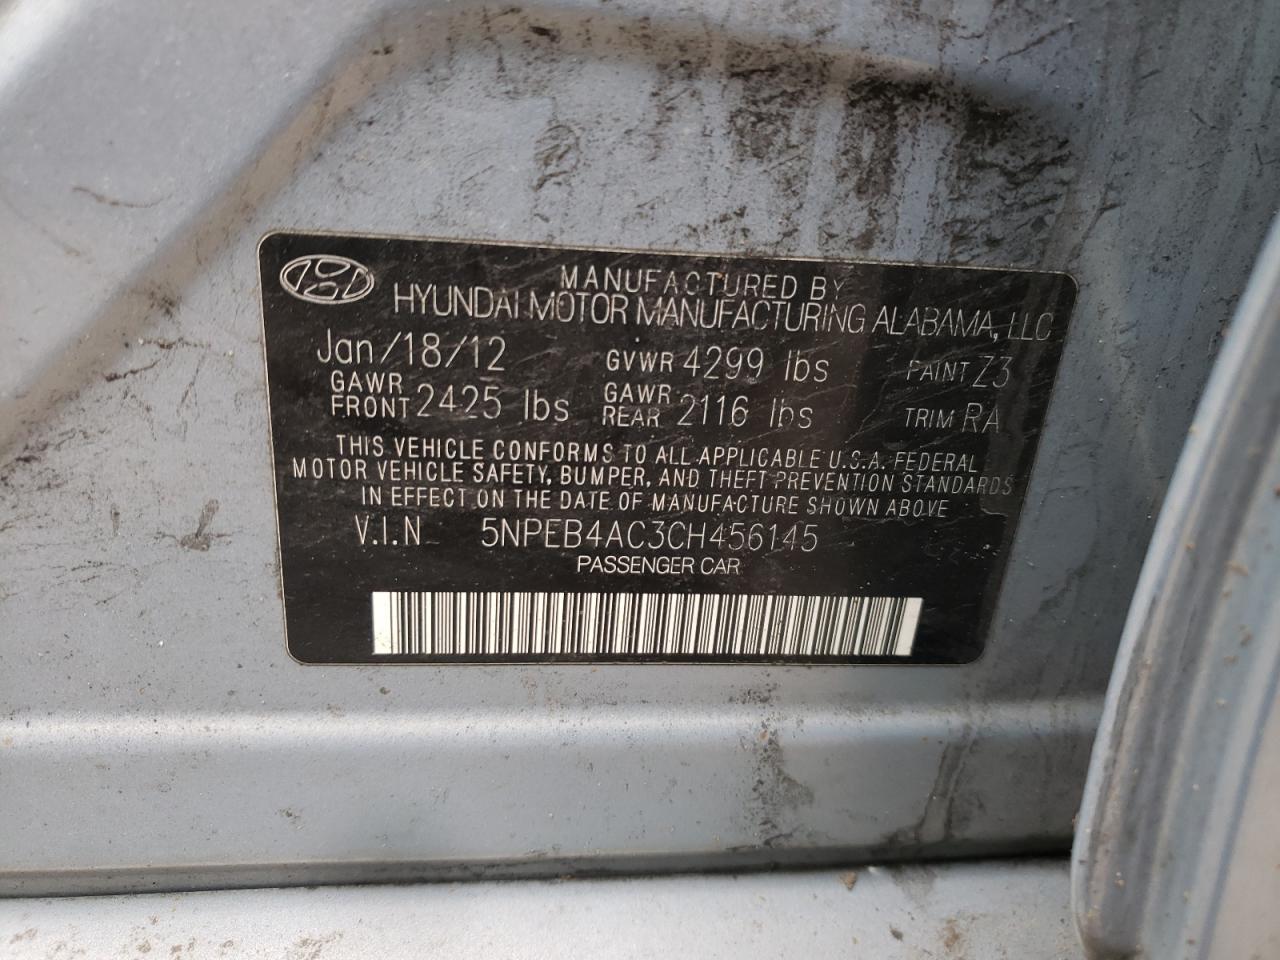 MANUFACTURED BY
HYUNDAI MOTOR MANUFACTURING ALABAMA, LLC
Jan/18/12 GVWR 4299 lbs PAINT Z3
GAWR FRONT 2425 lbs GAWR REAR 2116 lbs TRIM RA
THIS VEHICLE CONFORMS TO ALL APPLICABLE U.S.A. FEDERAL
MOTOR VEHICLE SAFETY, BUMPER, AND THEFT PREVENTION STANDARDS
IN EFFECT ON THE DATE OF MANUFACTURE SHOWN ABOVE
V.I.N 5NPEB4AC3CH456145
PASSENGER CAR